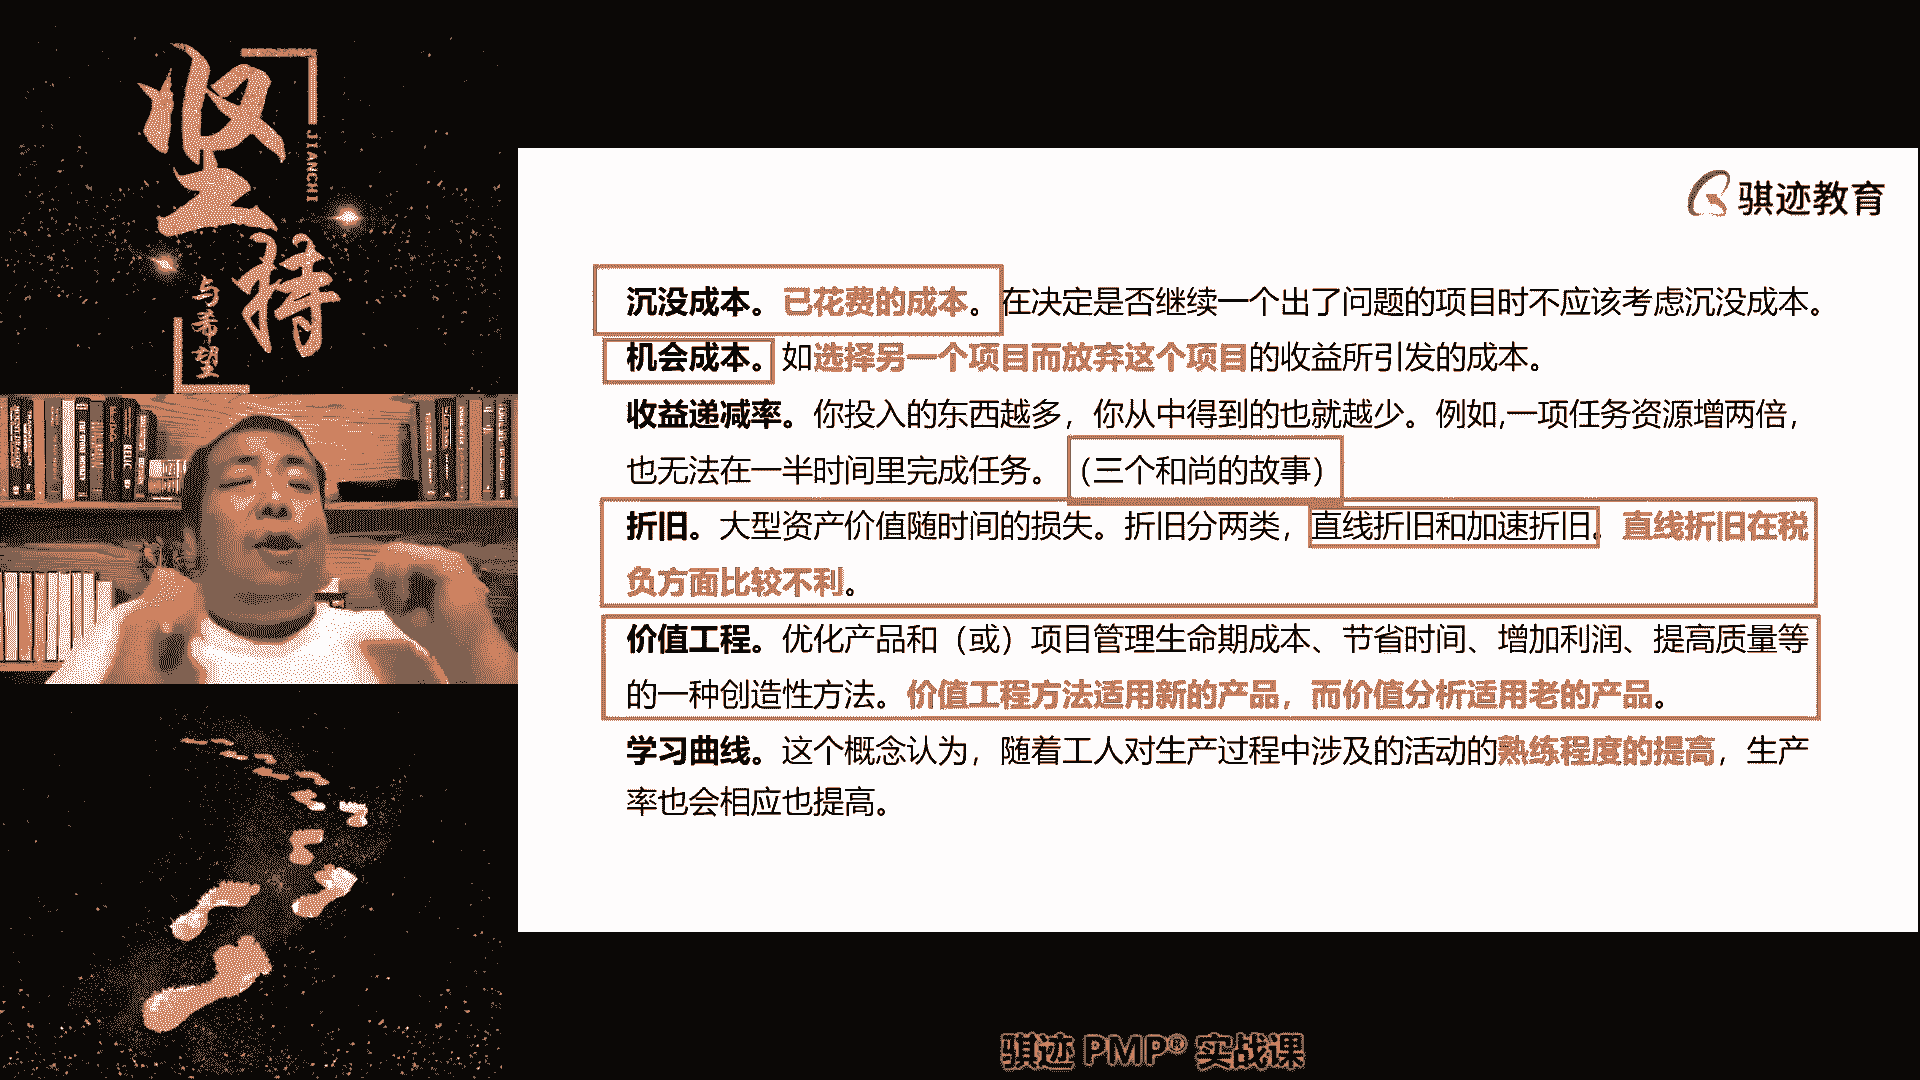 坚持
JIANCHI
与希望
骐迹教育
沉没成本。已花费的成本。在决定是否继续一个出了问题的项目时不应该考虑沉没成本。
机会成本。如选择另一个项目而放弃这个项目的收益所引发的成本。
收益递减率。你投入的东西越多，你从中得到的也就越少。例如,一项任务资源增两倍，
也无法在一半时间里完成任务。（三个和尚的故事）
折旧。大型资产价值随时间的损失。折旧分两类，直线折旧和加速折旧。直线折旧在税
负方面比较不利。
价值工程。优化产品和（或）项目管理生命期成本、节省时间、增加利润、提高质量等
的一种创造性方法。价值工程方法适用新的产品，而价值分析适用老的产品。
学习曲线。这个概念认为，随着工人对生产过程中涉及的活动的熟练程度的提高，生产
率也会相应也提高。
骐迹 PMP® 实战课